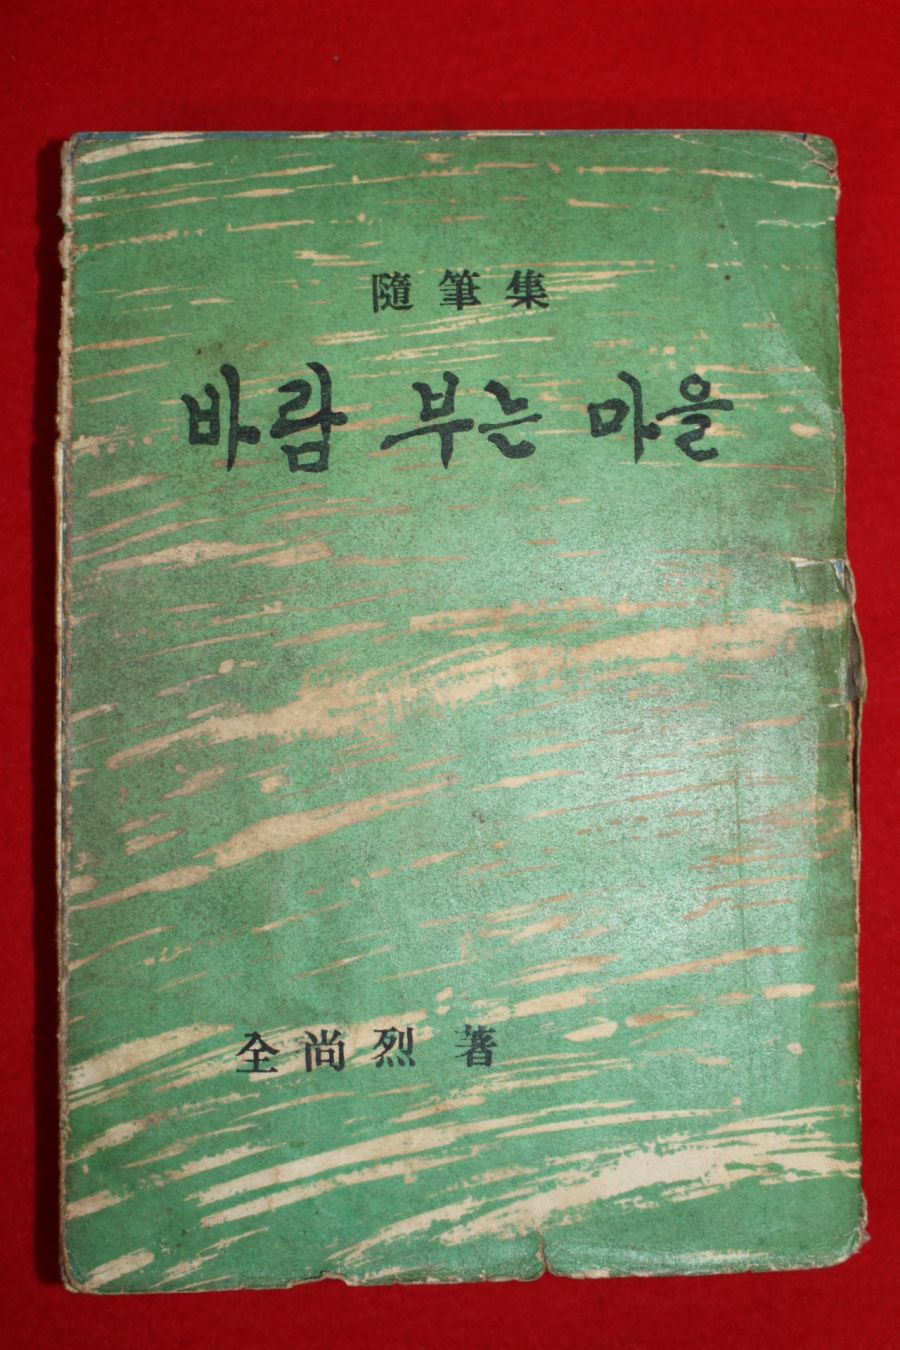 隨筆集
바람 부는 마을
全尚烈 著